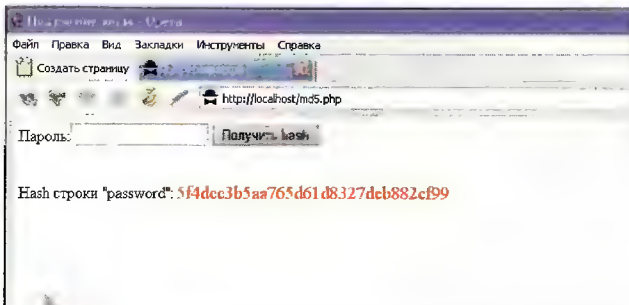 - Opera
Файл Правка Вид Закладки Инструменты Справка
Создать страницу
http://localhost/md5.php
Пароль: Получить hash
Hash строки "password": 5f4dcc3b5aa765d61d8327deb882cf99